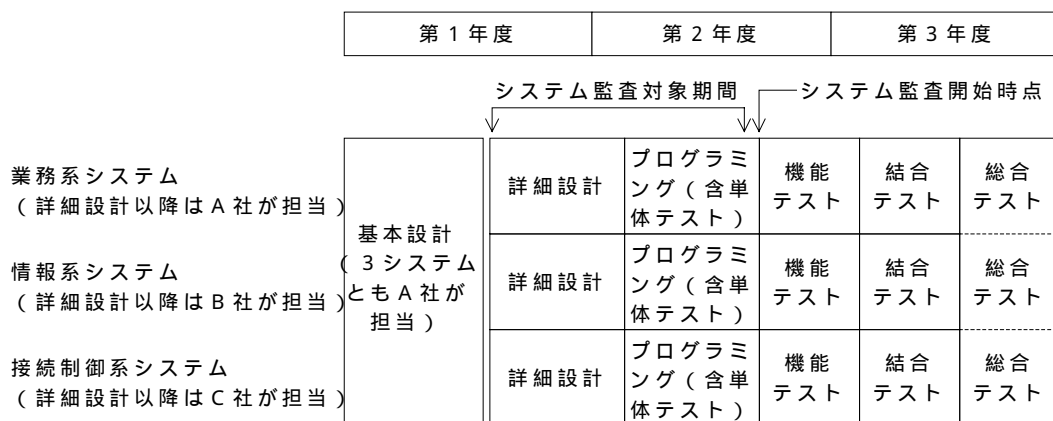 第１年度 第２年度 第３年度
システム監査対象期間 システム監査開始時点
業務系システム
（詳細設計以降はＡ社が担当）
情報系システム
（詳細設計以降はＢ社が担当）
接続制御系システム
（詳細設計以降はＣ社が担当）
基本設計
（３システム
ともＡ社が
担当）
詳細設計
プログラミ
ング（含単
体テスト）
機能
テスト
結合
テスト
総合
テスト
詳細設計
プログラミ
ング（含単
体テスト）
機能
テスト
結合
テスト
総合
テスト
詳細設計
プログラミ
ング（含単
体テスト）
機能
テスト
結合
テスト
総合
テスト